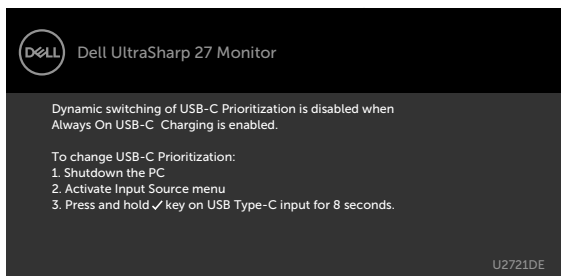 DELL
Dell UltraSharp 27 Monitor
Dynamic switching of USB-C Prioritization is disabled when
Always On USB-C  Charging is enabled.
To change USB-C Prioritization:
1. Shutdown the PC
2. Activate Input Source menu
3. Press and hold ✓ key on USB Type-C input for 8 seconds.
U2721DE